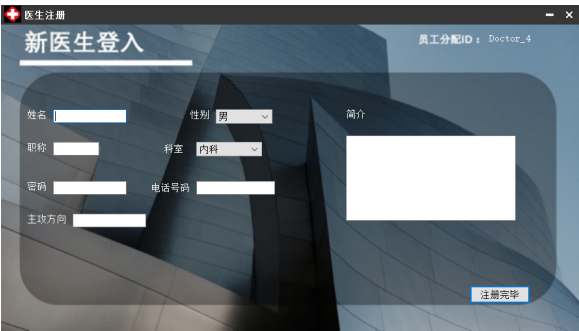 医生注册
新医生登入
员工分配ID： Doctor_4
姓名 性别 男 简介
职称 科室 内科
密码 电话号码
主攻方向
注册完毕